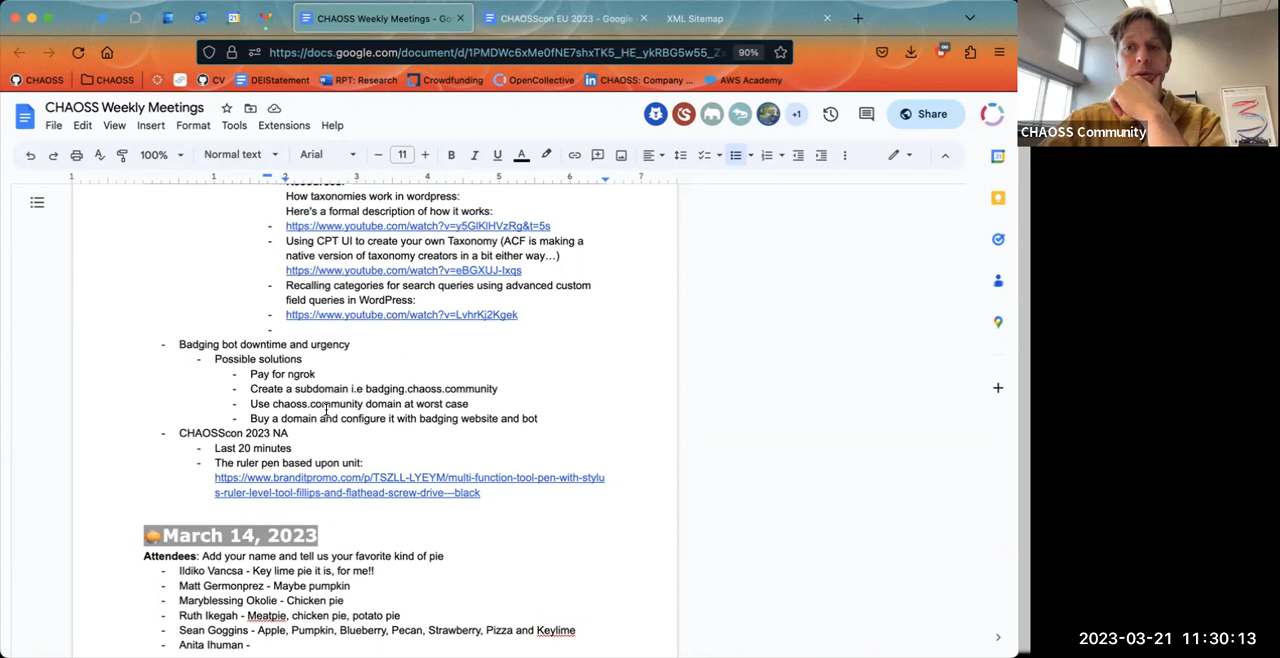 CHAOSS Weekly Meetings - Go
CHAOSScon EU 2023 - Google
XML Sitemap
https://docs.google.com/document/d/1PMDWc6xMe0fNE7shxTK5_HE_ykRBG5w55_Z
90%
CHAOSS
CHAOSS
CV
DEIStatement
RPT: Research
Crowdfunding
OpenCollective
CHAOSS: Company ...
AWS Academy
CHAOSS Weekly Meetings
File Edit View Insert Format Tools Extensions Help
+1
Share
100%
Normal text
Arial
11
1 1 2 3 4 5 6 7
Resources:
How taxonomies work in wordpress:
Here's a formal description of how it works:
- https://www.youtube.com/watch?v=y5GlKlHVzRg&t=5s
- Using CPT UI to create your own Taxonomy (ACF is making a
native version of taxonomy creators in a bit either way…)
https://www.youtube.com/watch?v=eBGXUJ-Ixqs
- Recalling categories for search queries using advanced custom
field queries in WordPress:
- https://www.youtube.com/watch?v=LvhrKj2Kgek
-
- Badging bot downtime and urgency
- Possible solutions
- Pay for ngrok
- Create a subdomain i.e badging.chaoss.community
- Use chaoss.community domain at worst case
- Buy a domain and configure it with badging website and bot
- CHAOSScon 2023 NA
- Last 20 minutes
- The ruler pen based upon unit:
https://www.branditpromo.com/p/TSZLL-LYEYM/multi-function-tool-pen-with-stylu
s-ruler-level-tool-fillips-and-flathead-screw-drive---black
March 14, 2023
Attendees: Add your name and tell us your favorite kind of pie
- Ildiko Vancsa - Key lime pie it is, for me!!
- Matt Germonprez - Maybe pumpkin
- Maryblessing Okolie - Chicken pie
- Ruth Ikegah - Meatpie, chicken pie, potato pie
- Sean Goggins - Apple, Pumpkin, Blueberry, Pecan, Strawberry, Pizza and Keylime
- Anita Ihuman -
CHAOSS Community
2023-03-21 11:30:13